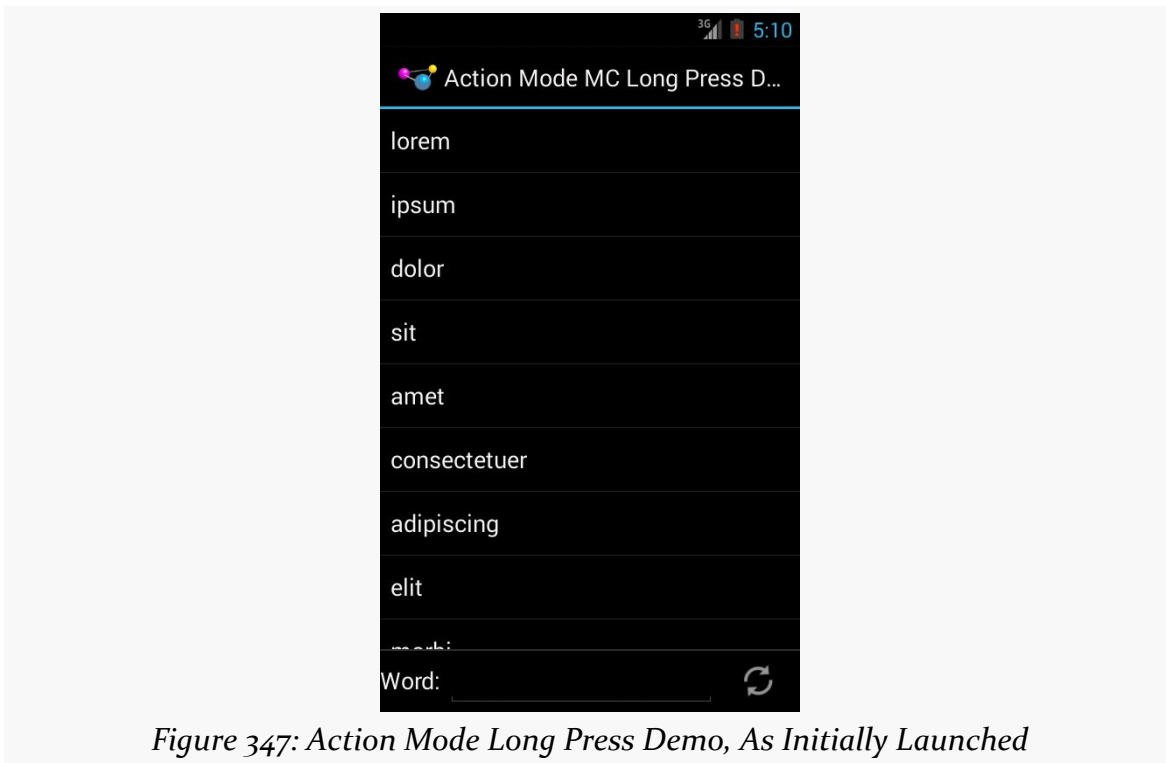 3G 5:10
Action Mode MC Long Press D...
lorem
ipsum
dolor
sit
amet
consectetuer
adipiscing
elit
morbi
Word:
Figure 347: Action Mode Long Press Demo, As Initially Launched